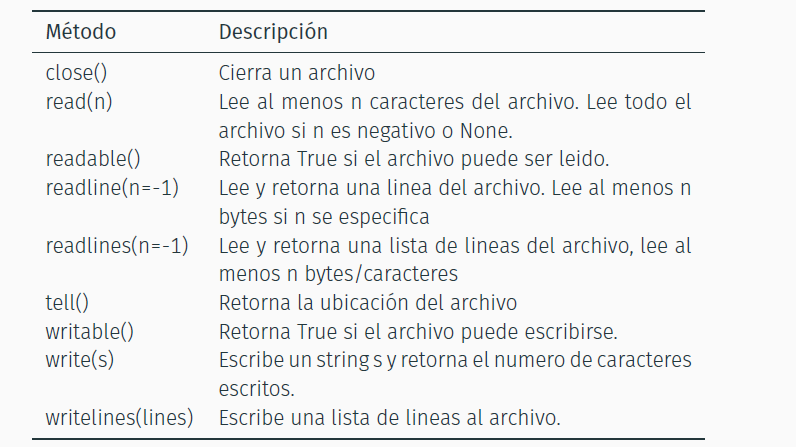 Método Descripción
close() Cierra un archivo
read(n) Lee al menos n caracteres del archivo. Lee todo el
archivo si n es negativo o None.
readable() Retorna True si el archivo puede ser leido.
readline(n=-1) Lee y retorna una linea del archivo. Lee al menos n
bytes si n se especifica
readlines(n=-1) Lee y retorna una lista de lineas del archivo, lee al
menos n bytes/caracteres
tell() Retorna la ubicación del archivo
writable() Retorna True si el archivo puede escribirse.
write(s) Escribe un string s y retorna el numero de caracteres
escritos.
writelines(lines) Escribe una lista de lineas al archivo.